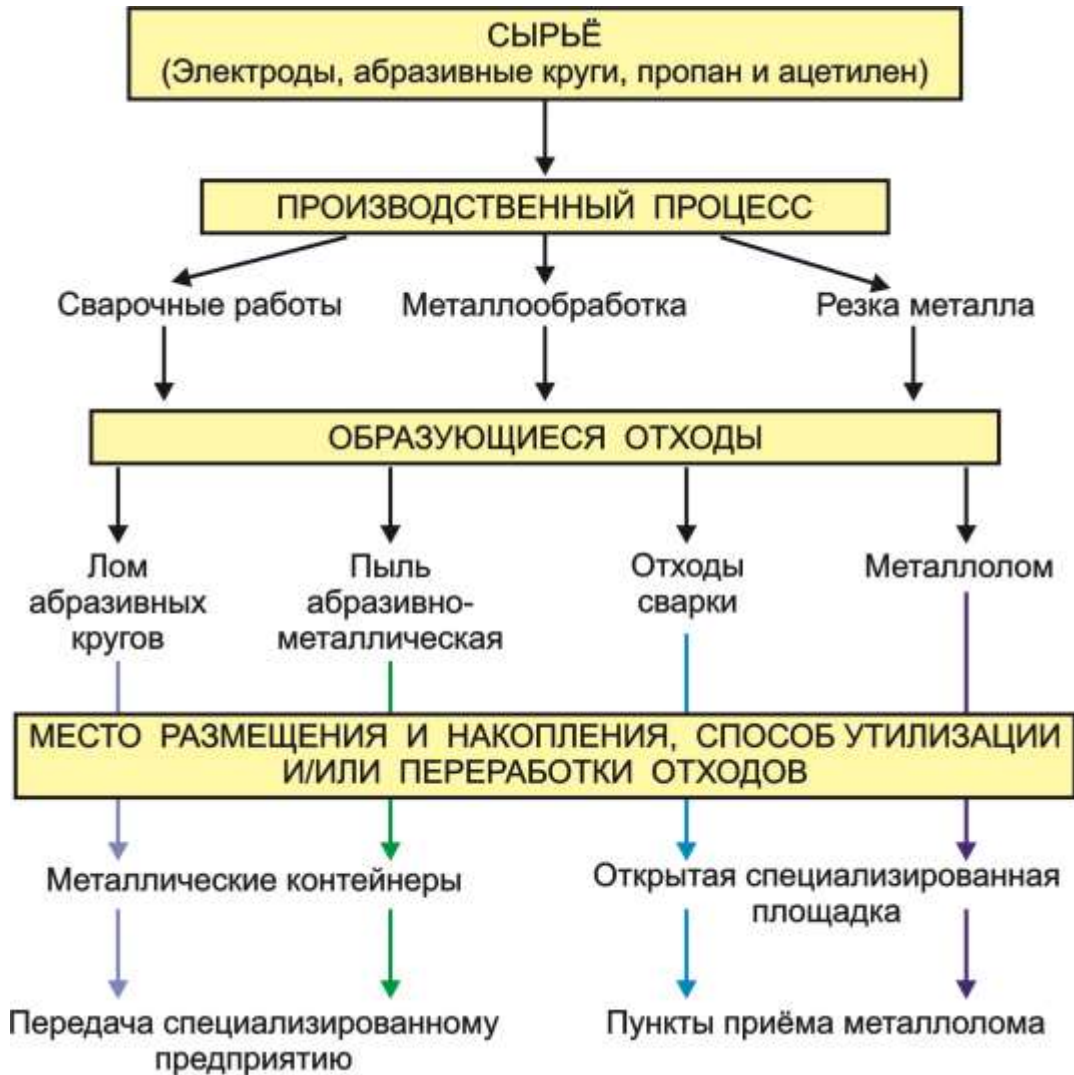 СЫРЬЁ
(Электроды, абразивные круги, пропан и ацетилен)
ПРОИЗВОДСТВЕННЫЙ ПРОЦЕСС
Сварочные работы
Металлообработка
Резка металла
ОБРАЗУЮЩИЕСЯ ОТХОДЫ
Лом
абразивных
кругов
Пыль
абразивно-
металлическая
Отходы
сварки
Металлолом
МЕСТО РАЗМЕЩЕНИЯ И НАКОПЛЕНИЯ, СПОСОБ УТИЛИЗАЦИИ
И/ИЛИ ПЕРЕРАБОТКИ ОТХОДОВ
Металлические контейнеры
Открытая специализированная
площадка
Передача специализированному
предприятию
Пункты приёма металлолома